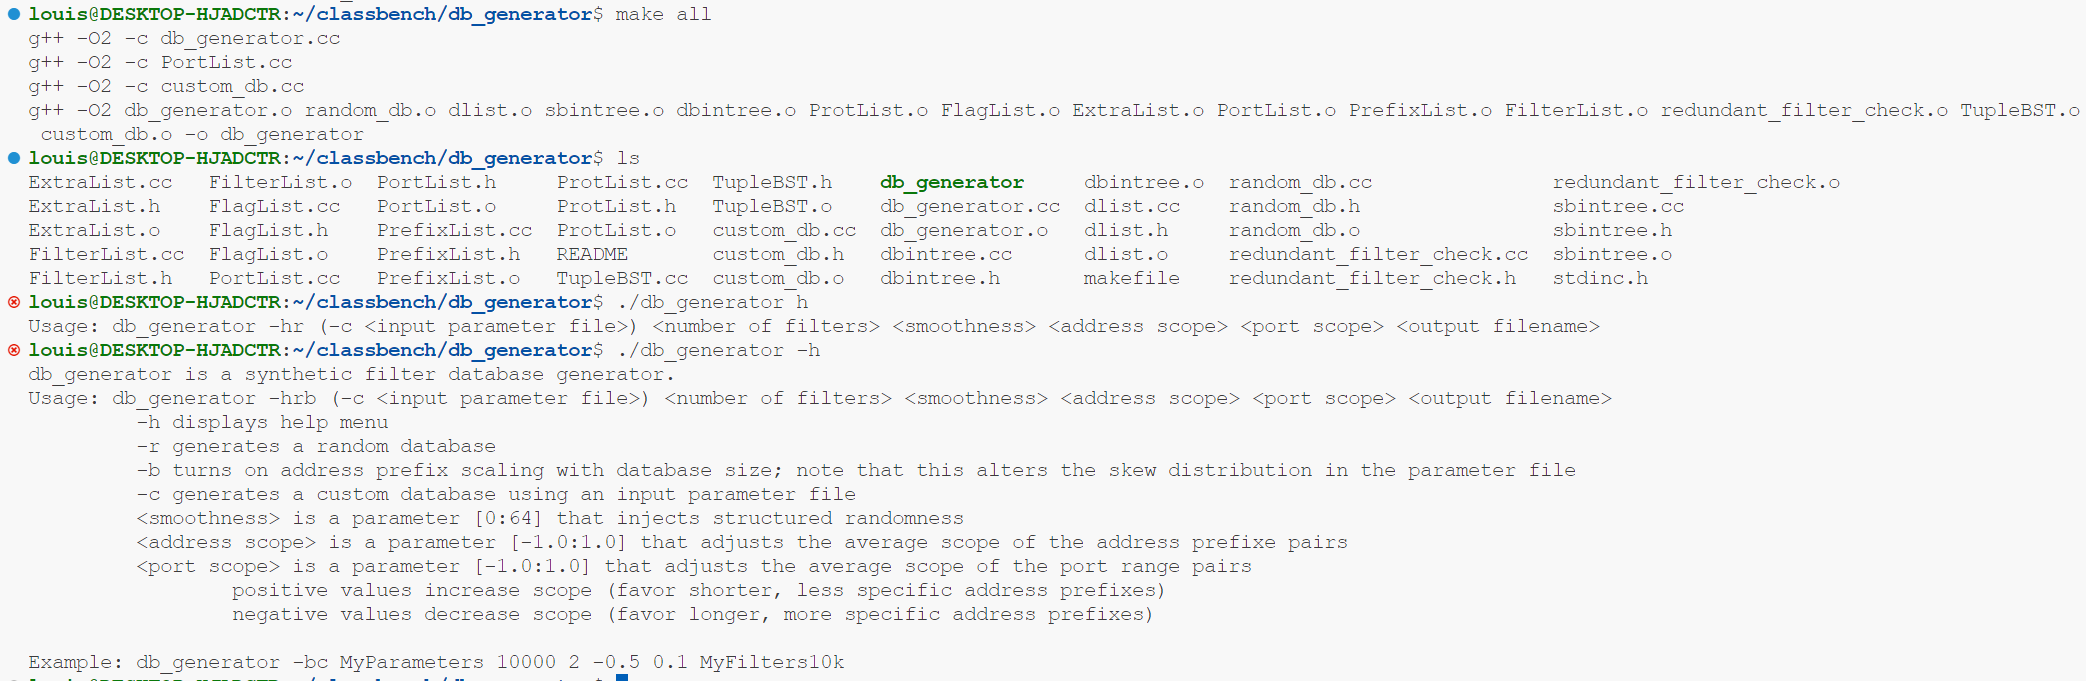 louis@DESKTOP-HJADCTR:~/classbench/db_generator$ make all
g++ -O2 -c db_generator.cc
g++ -O2 -c PortList.cc
g++ -O2 -c custom_db.cc
g++ -O2 db_generator.o random_db.o dlist.o sbintree.o dbintree.o ProtList.o FlagList.o ExtraList.o PortList.o PrefixList.o FilterList.o redundant_filter_check.o TupleBST.o
custom_db.o -o db_generator
louis@DESKTOP-HJADCTR:~/classbench/db_generator$ ls
ExtraList.cc FilterList.o PortList.h ProtList.cc TupleBST.h db_generator dbintree.o random_db.cc redundant_filter_check.o
ExtraList.h FlagList.cc PortList.o ProtList.h TupleBST.o db_generator.cc dlist.cc random_db.h sbintree.cc
ExtraList.o FlagList.h PrefixList.cc ProtList.o custom_db.cc db_generator.o dlist.h random_db.o sbintree.h
FilterList.cc FlagList.o PrefixList.h README custom_db.h dbintree.cc dlist.o redundant_filter_check.cc sbintree.o
FilterList.h PortList.cc PrefixList.o TupleBST.cc custom_db.o dbintree.h makefile redundant_filter_check.h stdinc.h
louis@DESKTOP-HJADCTR:~/classbench/db_generator$ ./db_generator h
Usage: db_generator -hr (-c <input parameter file>) <number of filters> <smoothness> <address scope> <port scope> <output filename>
louis@DESKTOP-HJADCTR:~/classbench/db_generator$ ./db_generator -h
db_generator is a synthetic filter database generator.
Usage: db_generator -hrb (-c <input parameter file>) <number of filters> <smoothness> <address scope> <port scope> <output filename>
-h displays help menu
-r generates a random database
-b turns on address prefix scaling with database size; note that this alters the skew distribution in the parameter file
-c generates a custom database using an input parameter file
<smoothness> is a parameter [0:64] that injects structured randomness
<address scope> is a parameter [-1.0:1.0] that adjusts the average scope of the address prefixe pairs
<port scope> is a parameter [-1.0:1.0] that adjusts the average scope of the port range pairs
positive values increase scope (favor shorter, less specific address prefixes)
negative values decrease scope (favor longer, more specific address prefixes)
Example: db_generator -bc MyParameters 10000 2 -0.5 0.1 MyFilters10k